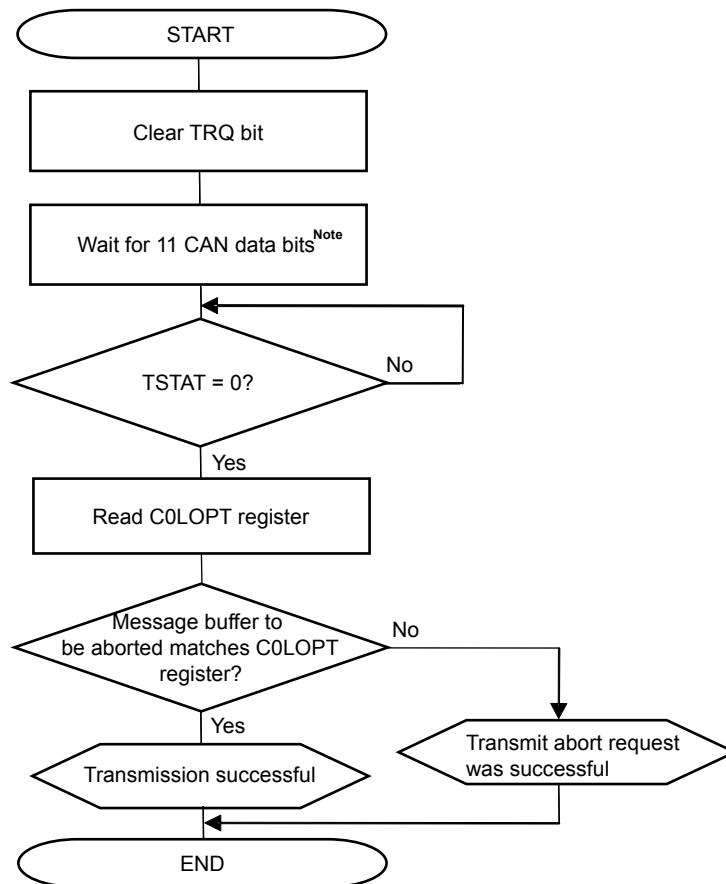 START
Clear TRQ bit
Wait for 11 CAN data bits Note
TSTAT = 0?
No
Yes
Read C0LOPT register
Message buffer to
be aborted matches C0LOPT
register?
No
Yes
Transmission successful
Transmit abort request
was successful
END